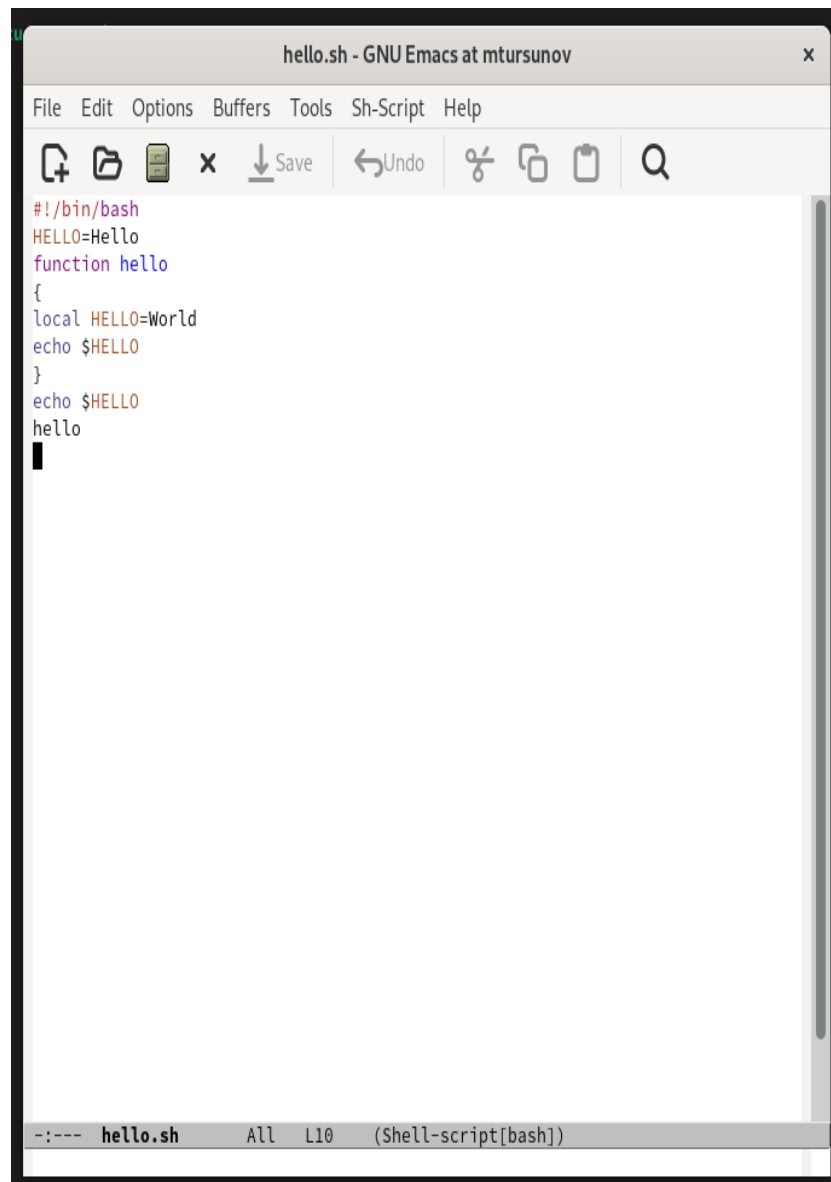 hello.sh - GNU Emacs at mtursunov x
File Edit Options Buffers Tools Sh-Script Help
Save Undo
#!/bin/bash
HELLO=Hello
function hello
{
local HELLO=World
echo $HELLO
}
echo $HELLO
hello
-:--- hello.sh All L10 (Shell-script[bash])